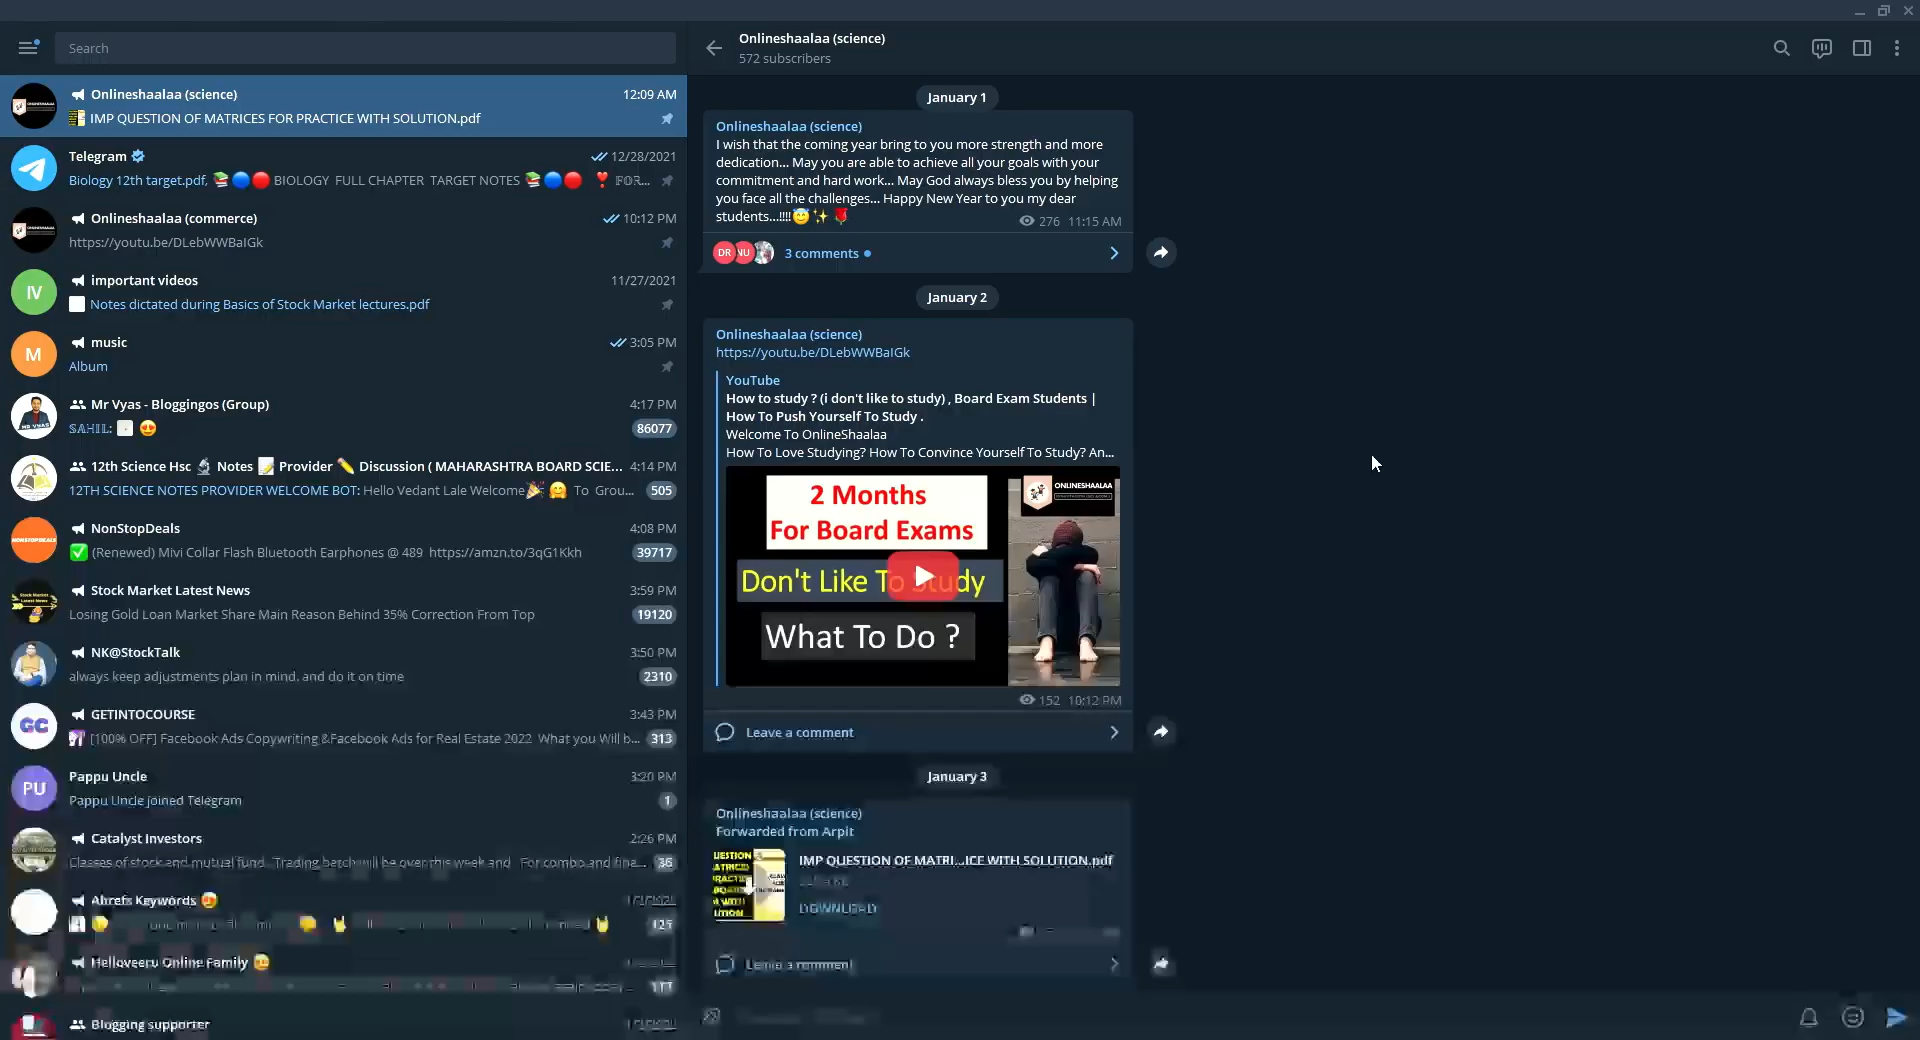 Search
Onlineshaalaa (science) 12:09 AM
IMP QUESTION OF MATRICES FOR PRACTICE WITH SOLUTION.pdf
Telegram 12/28/2021
Biology 12th target.pdf, 📚🔵🔴 BIOLOGY FULL CHAPTER TARGET NOTES 📚🔵🔴 ❣️ FOR...
Onlineshaalaa (commerce) 10:12 PM
https://youtu.be/DLebWWBaIGk
IV
important videos 11/27/2021
Notes dictated during Basics of Stock Market lectures.pdf
M
music 3:05 PM
Album
Mr Vyas - Bloggingos (Group) 4:17 PM
SAHIL: 😍 86077
12th Science Hsc 🔬 Notes 📝 Provider ✏️ Discussion ( MAHARASHTRA BOARD SCIE... 4:14 PM
12TH SCIENCE NOTES PROVIDER WELCOME BOT: Hello Vedant Lale Welcome🎉 🤗 To Grou... 505
NONSTOPDEALS
NonStopDeals 4:08 PM
✅ (Renewed) Mivi Collar Flash Bluetooth Earphones @ 489 https://amzn.to/3qG1Kkh 39717
Stock Market Latest News 3:59 PM
Losing Gold Loan Market Share Main Reason Behind 35% Correction From Top 19120
NK@StockTalk 3:50 PM
always keep adjustments plan in mind, and do it on time 2310
GC
GETINTOCOURSE 3:43 PM
[100% OFF] Facebook Ads Copywriting &Facebook Ads for Real Estate 2022 What you Will b... 313
PU
Pappu Uncle 3:20 PM
Pappu Uncle joined Telegram 1
Catalyst Investors 2:26 PM
Classes of stock and mutual fund Trading batch will be over this week and For combo and fina... 36
Ahrefs Keywords 😍
Helloveeru Online Family
Blogging supporter
Onlineshaalaa (science)
572 subscribers
January 1
Onlineshaalaa (science)
I wish that the coming year bring to you more strength and more
dedication... May you are able to achieve all your goals with your
commitment and hard work... May God always bless you by helping
you face all the challenges... Happy New Year to you my dear
students...!!!!😇✨🌹 276 11:15 AM
DR NU 3 comments
January 2
Onlineshaalaa (science)
https://youtu.be/DLebWWBaIGk
YouTube
How to study ? (i don't like to study) , Board Exam Students |
How To Push Yourself To Study .
Welcome To OnlineShaalaa
How To Love Studying? How To Convince Yourself To Study? An...
2 Months
For Board Exams
ONLINESHAALAA
Don't Like To Study
What To Do ?
152 10:12 PM
Leave a comment
January 3
Onlineshaalaa (science)
Forwarded from Arpit
IMP QUESTION OF MATRI...ICE WITH SOLUTION.pdf
DOWNLOAD
Leave a comment